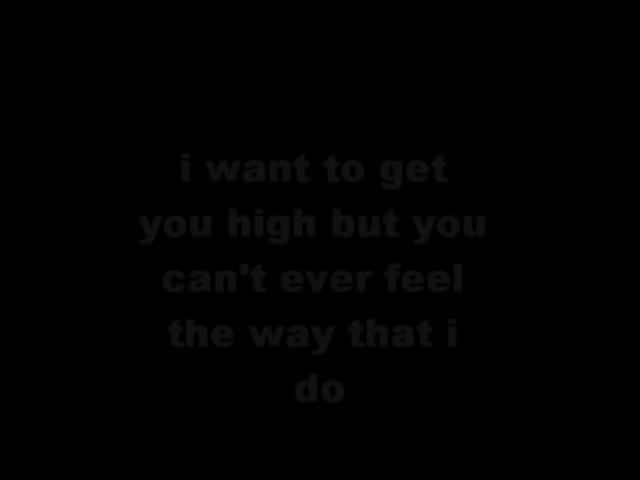 i want to get
you high but you
can't ever feel
the way that i
do